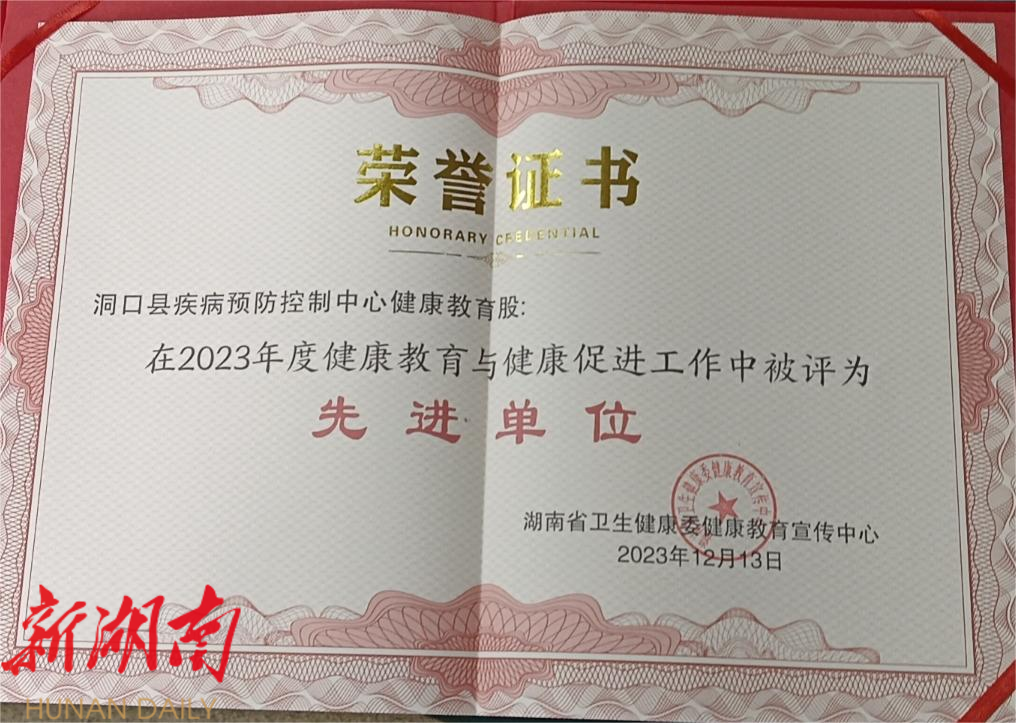 荣誉证书
HONORARY CREDENTIAL
洞口县疾病预防控制中心健康教育股:
在2023年度健康教育与健康促进工作中被评为
先进单位
湖南省卫生健康委健康教育宣传中心
2023年12月13日
新湖南
HUNAN DAILY